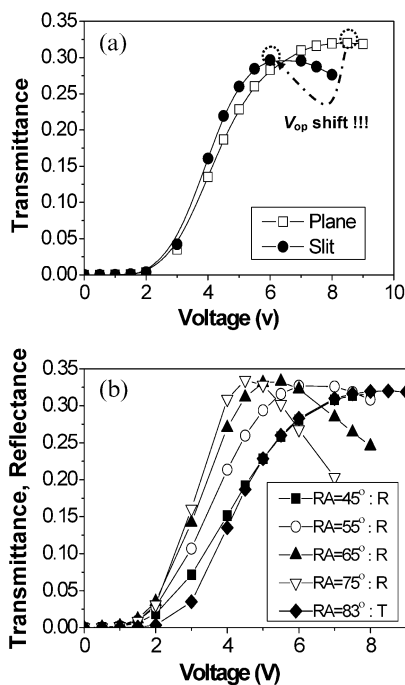 (a)
0.35
0.30
0.25
0.20
0.15
0.10
0.05
0.00
Transmittance
Vop shift !!!
Plane
Slit
0 2 4 6 8 10
Voltage (v)
(b)
0.35
0.30
0.25
0.20
0.15
0.10
0.05
0.00
Transmittance, Reflectance
RA=45° : R
RA=55° : R
RA=65° : R
RA=75° : R
RA=83° : T
0 2 4 6 8
Voltage (V)